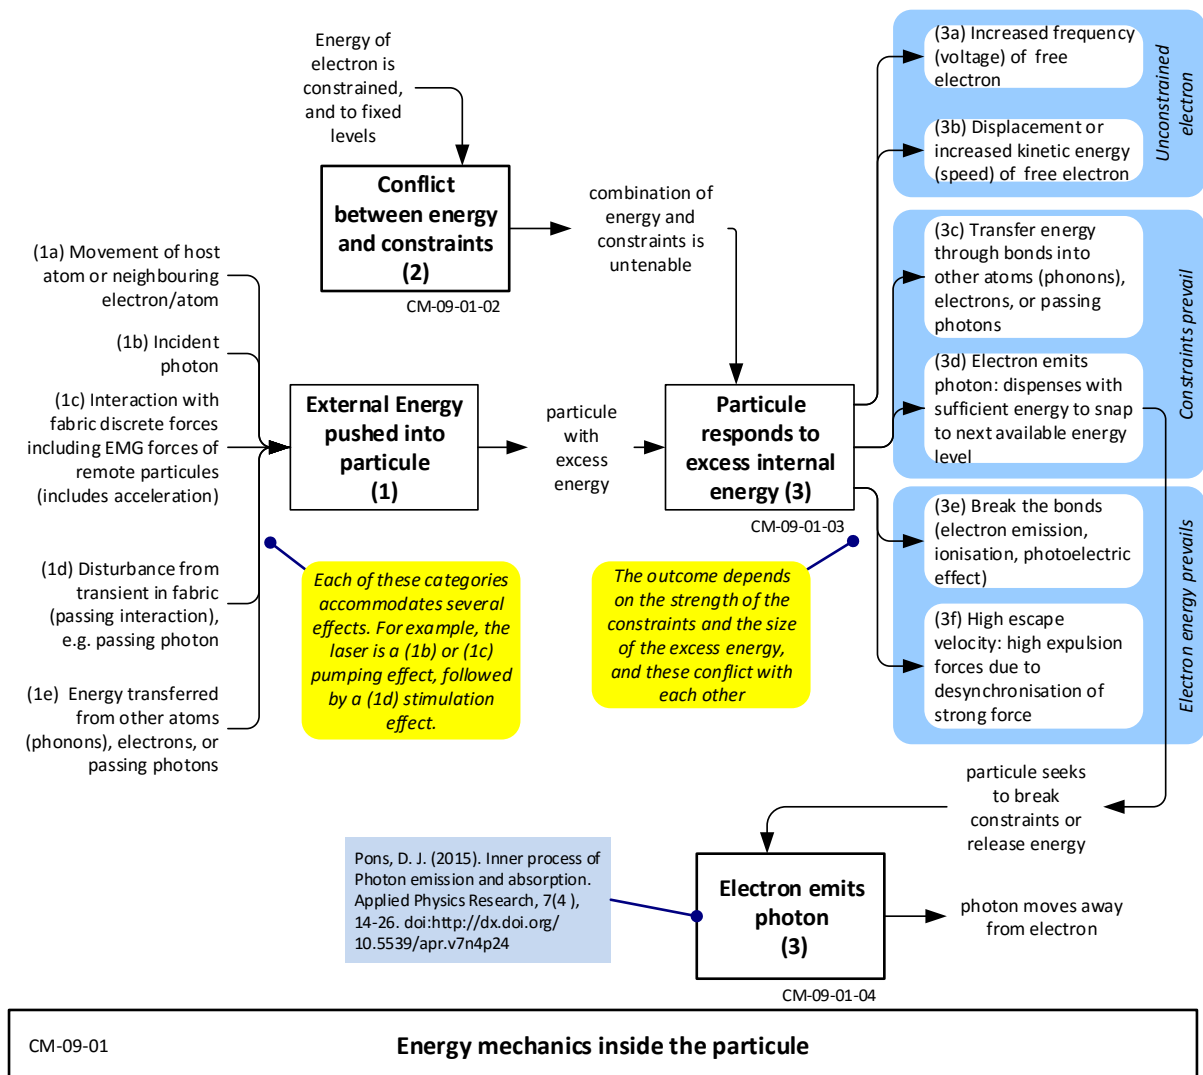 Energy of
electron is
constrained,
and to fixed
levels
Conflict
between energy
and constraints
(2)
CM-09-01-02
combination of
energy and
constraints is
untenable
(1a) Movement of host
atom or neighbouring
electron/atom
(1b) Incident
photon
(1c) Interaction with
fabric discrete forces
including EMG forces of
remote particules
(includes acceleration)
(1d) Disturbance from
transient in fabric
(passing interaction),
e.g. passing photon
(1e) Energy transferred
from other atoms
(phonons), electrons, or
passing photons
External Energy
pushed into
particule
(1)
particule
with
excess
energy
Particule
responds to
excess internal
energy (3)
CM-09-01-03
Each of these categories
accommodates several
effects. For example, the
laser is a (1b) or (1c)
pumping effect, followed
by a (1d) stimulation
effect.
The outcome depends
on the strength of the
constraints and the size
of the excess energy,
and these conflict with
each other
(3a) Increased frequency
(voltage) of free
electron
(3b) Displacement or
increased kinetic energy
(speed) of free electron
Unconstrained
electron
(3c) Transfer energy
through bonds into
other atoms (phonons),
electrons, or passing
photons
(3d) Electron emits
photon: dispenses with
sufficient energy to snap
to next available energy
level
Constraints prevail
(3e) Break the bonds
(electron emission,
ionisation, photoelectric
effect)
(3f) High escape
velocity: high expulsion
forces due to
desynchronisation of
strong force
Electron energy prevails
particule seeks
to break
constraints or
release energy
Pons, D. J. (2015). Inner process of
Photon emission and absorption.
Applied Physics Research, 7(4 ),
14-26. doi:http://dx.doi.org/
10.5539/apr.v7n4p24
Electron emits
photon
(3)
CM-09-01-04
photon moves away
from electron
CM-09-01
Energy mechanics inside the particule